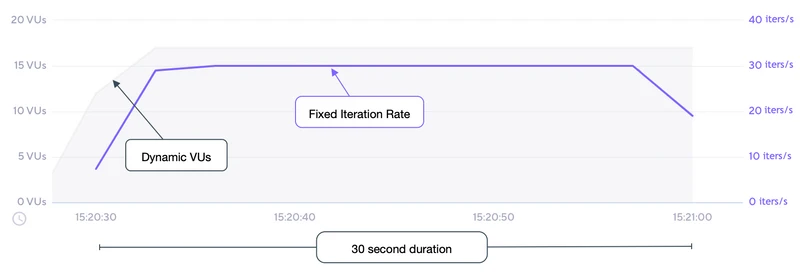 20 VUs 40 iters/s
15 VUs 30 iters/s
Fixed Iteration Rate
10 VUs 20 iters/s
Dynamic VUs
5 VUs 10 iters/s
0 VUs 0 iters/s
15:20:30 15:20:40 15:20:50 15:21:00
30 second duration